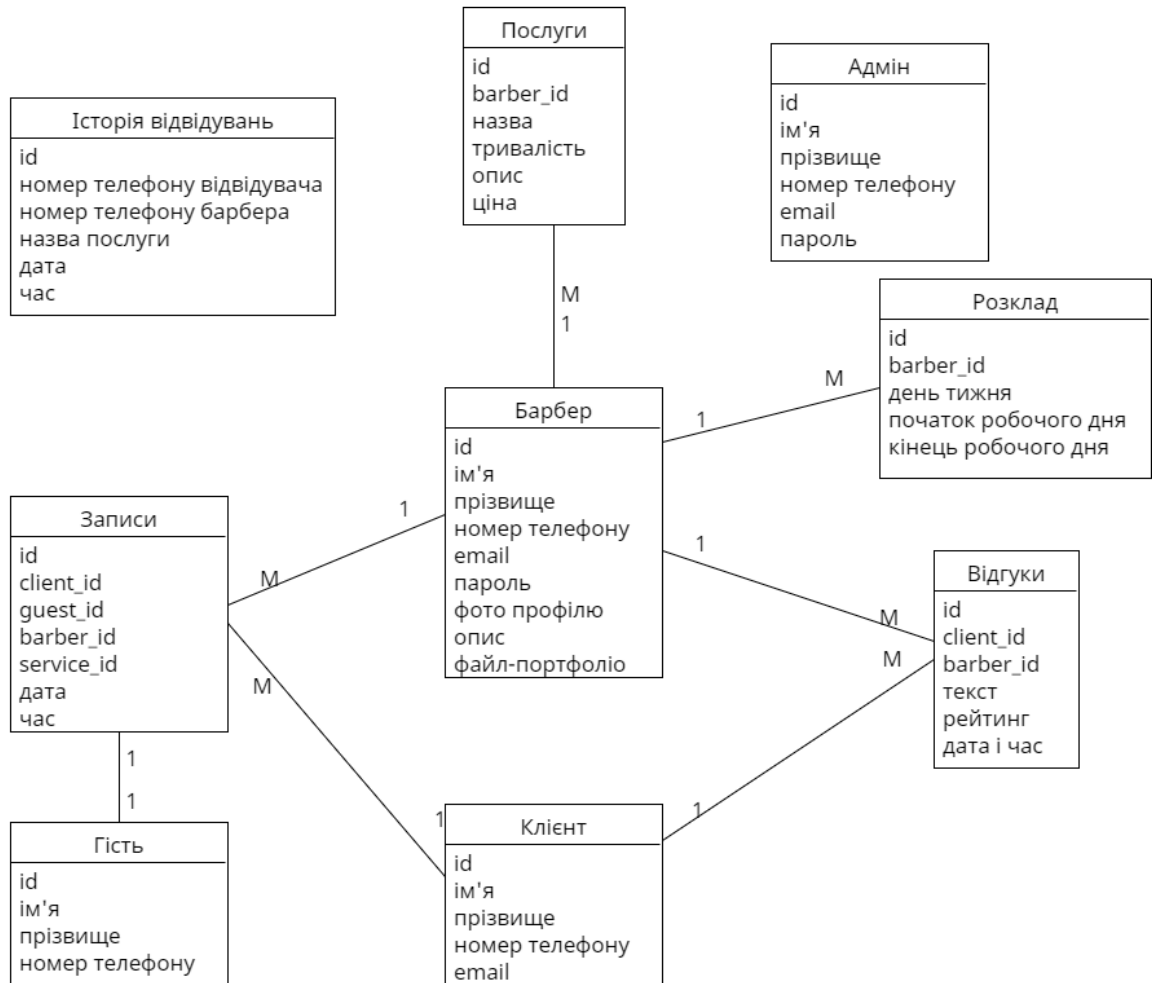 Послуги
id
barber_id
назва
тривалість
опис
ціна
Адмін
id
ім'я
прізвище
номер телефону
email
пароль
Історія відвідувань
id
номер телефону відвідувача
номер телефону барбера
назва послуги
дата
час
М
1
Розклад
id
barber_id
день тижня
початок робочого дня
кінець робочого дня
М
1
Барбер
id
ім'я
прізвище
номер телефону
email
пароль
фото профілю
опис
файл-портфоліо
Записи
id
client_id
guest_id
barber_id
service_id
дата
час
1
М
М
1
1
М
М
1
Відгуки
id
client_id
barber_id
текст
рейтинг
дата і час
1
1
Гість
id
ім'я
прізвище
номер телефону
Клієнт
id
ім'я
прізвище
номер телефону
email